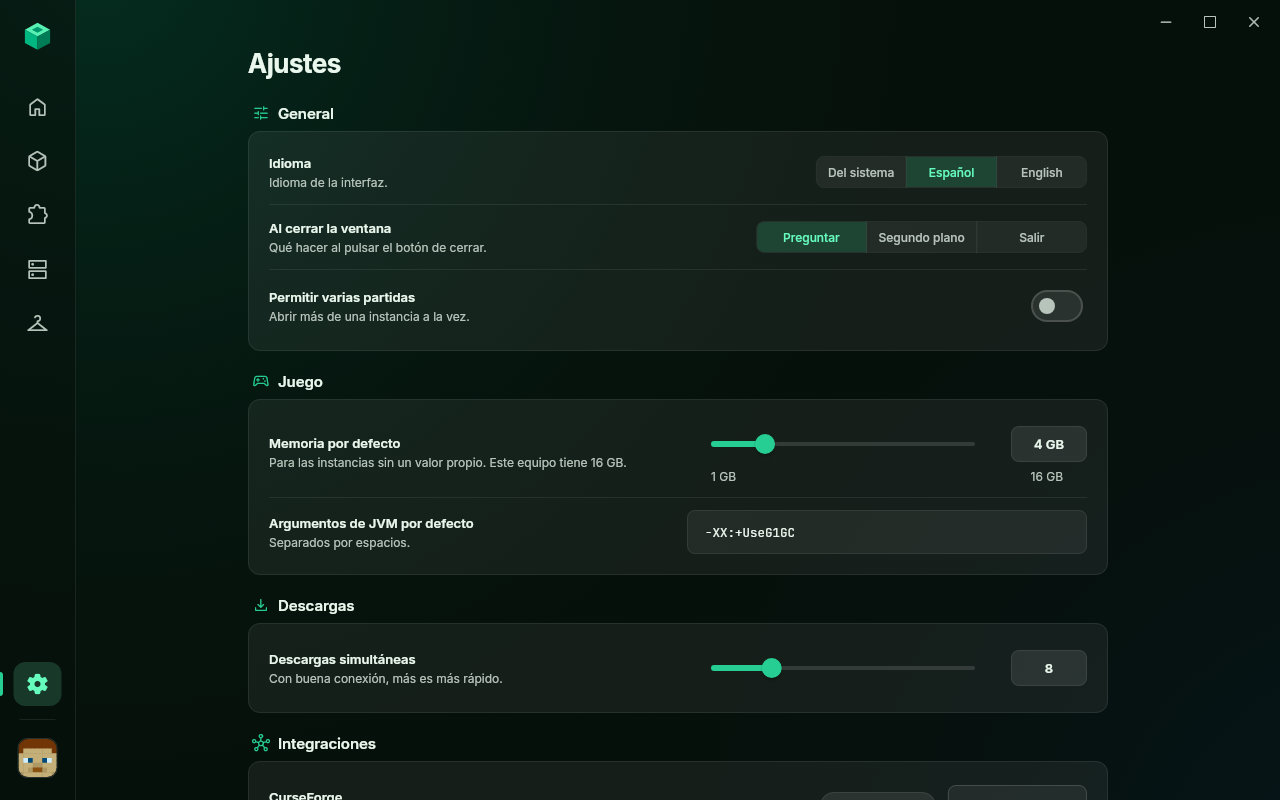 Ajustes
General
Idioma
Idioma de la interfaz.
Del sistema
Español
English
Al cerrar la ventana
Qué hacer al pulsar el botón de cerrar.
Preguntar
Segundo plano
Salir
Permitir varias partidas
Abrir más de una instancia a la vez.
Juego
Memoria por defecto
Para las instancias sin un valor propio. Este equipo tiene 16 GB.
4 GB
1 GB
16 GB
Argumentos de JVM por defecto
Separados por espacios.
-XX:+UseG1GC
Descargas
Descargas simultáneas
Con buena conexión, más es más rápido.
8
Integraciones
CurseForge